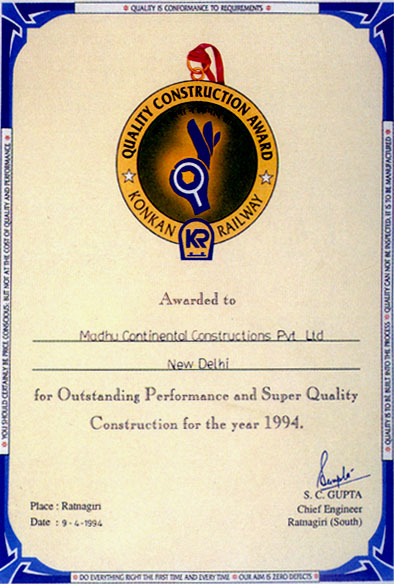 QUALITY IS CONFORMANCE TO REQUIREMENTS
QUALITY CONSTRUCTION AWARD
KONKAN RAILWAY
KR
Awarded to
Madhu Continental Constructions Pvt. Ltd
New Delhi
for Outstanding Performance and Super Quality
Construction for the year 1994.
S. C. GUPTA
Chief Engineer
Ratnagiri (South)
Place : Ratnagiri
Date : 9-4-1994
YOU SHOULD CERTAINLY BE PRICE CONSCIOUS, BUT NOT AT THE COST OF QUALITY AND PERFORMANCE
QUALITY IS TO BE BUILT INTO THE PROCESS QUALITY CAN NOT BE INSPECTED, IT IS TO BE MANUFACTURED
DO EVERYTHING RIGHT THE FIRST TIME AND EVERY TIME OUR AIM IS ZERO DEFECTS